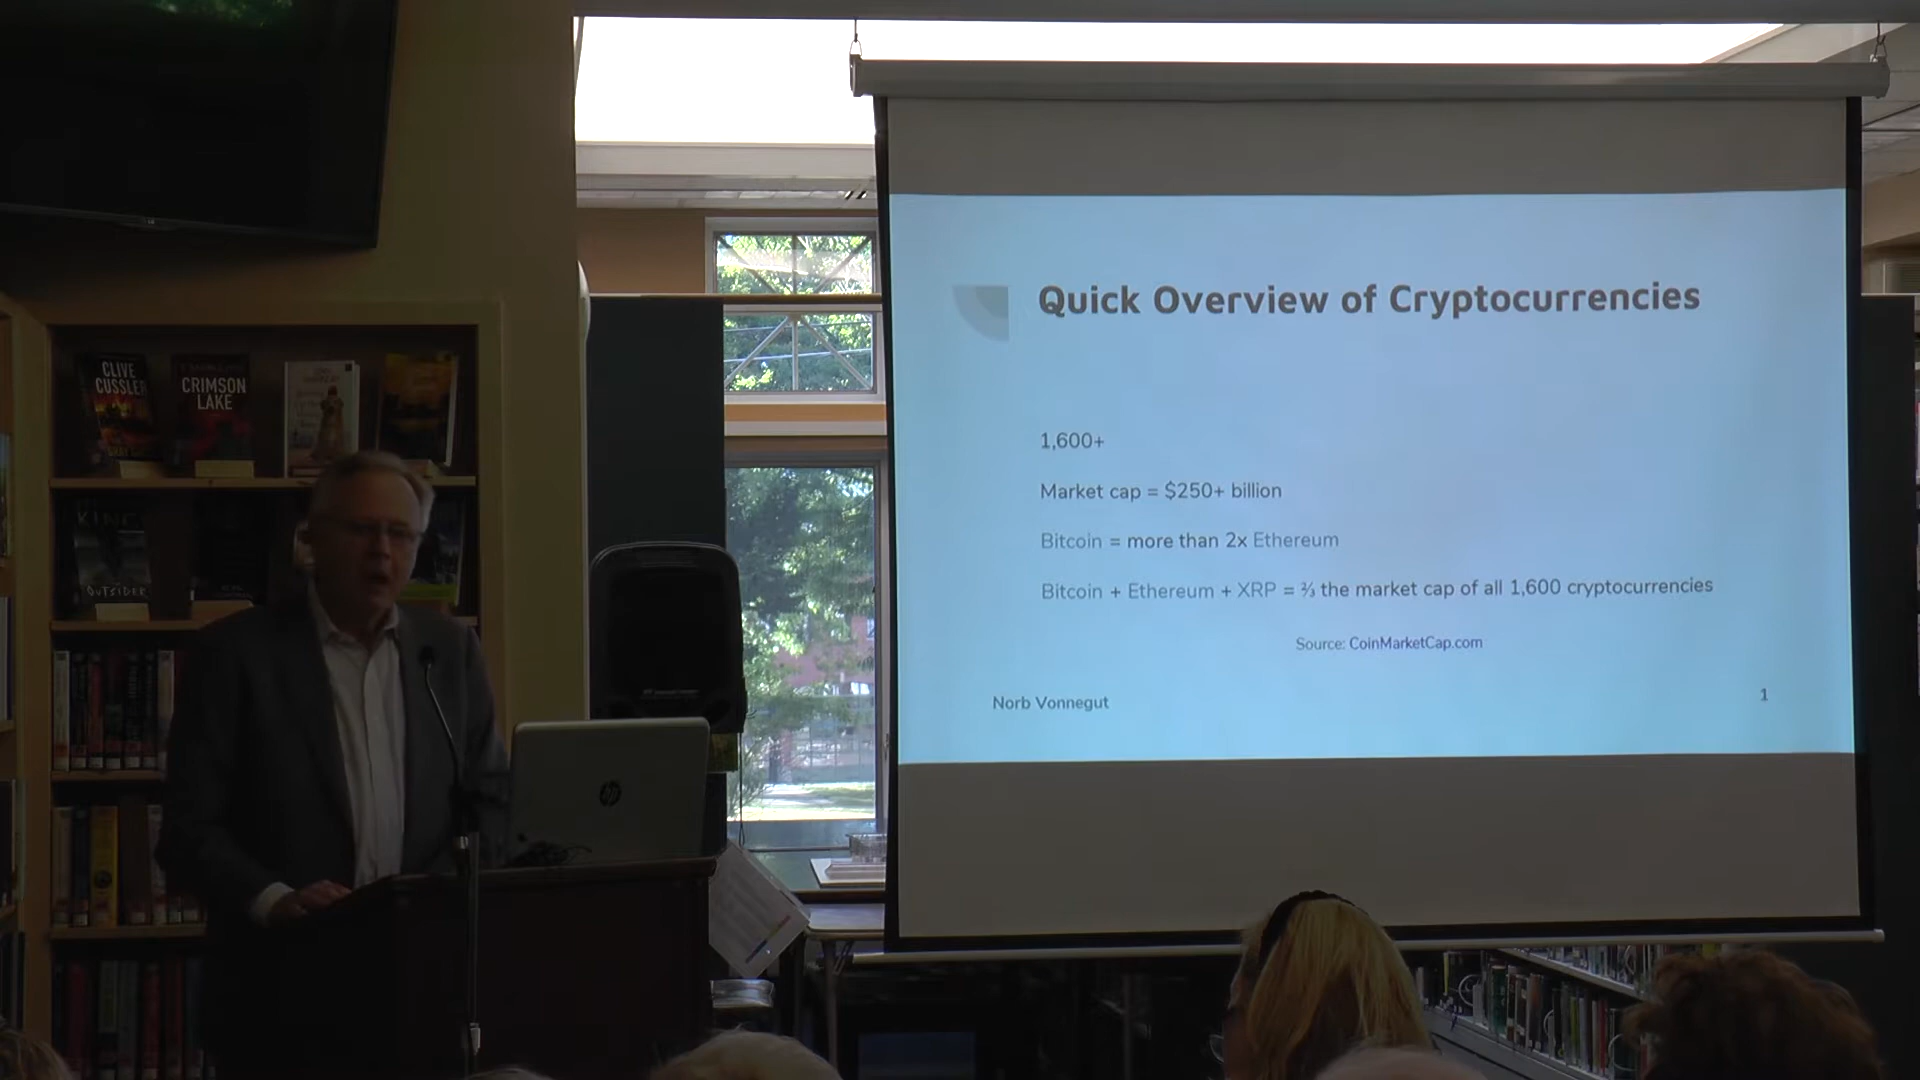 Quick Overview of Cryptocurrencies
1,600+
Market cap = $250+ billion
Bitcoin = more than 2x Ethereum
Bitcoin + Ethereum + XRP = ⅔ the market cap of all 1,600 cryptocurrencies
Source: CoinMarketCap.com
Norb Vonnegut
1
CLIVE
CUSSLER
CRIMSON
LAKE
KING
OUTSIDER
hp